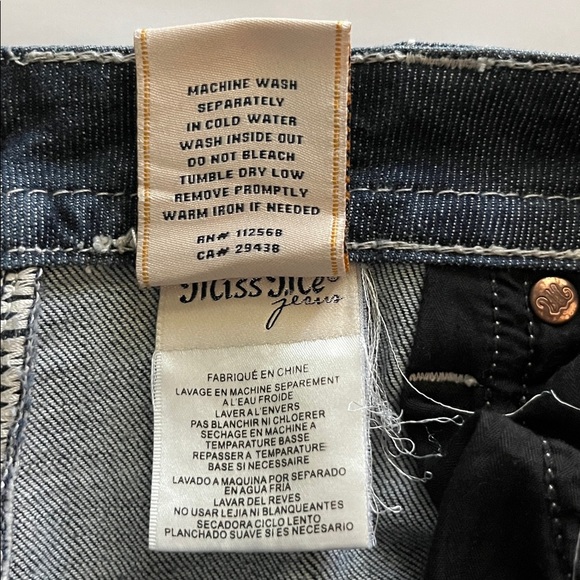 MACHINE WASH
SEPARATELY
IN COLD WATER
WASH INSIDE OUT
DO NOT BLEACH
TUMBLE DRY LOW
REMOVE PROMPTLY
WARM IRON IF NEEDED
RN# 112568
CA# 29438
Miss Me®
jeans
FABRIQUÉ EN CHINE
LAVAGE EN MACHINE SEPAREMENT
A L'EAU FROIDE
LAVER A L'ENVERS
PAS BLANCHIR NI CHLOERER
SECHAGE EN MACHINE A
TEMPARATURE BASSE
REPASSER A TEMPARATURE
BASE SI NECESSAIRE
LAVADO A MAQUINA POR SEPARADO
EN AGUA FRIA
LAVAR DEL REVES
NO USAR LEJIA NI BLANQUEANTES
SECADORA CICLO LENTO
PLANCHADO SUAVE SI ES NECESARIO